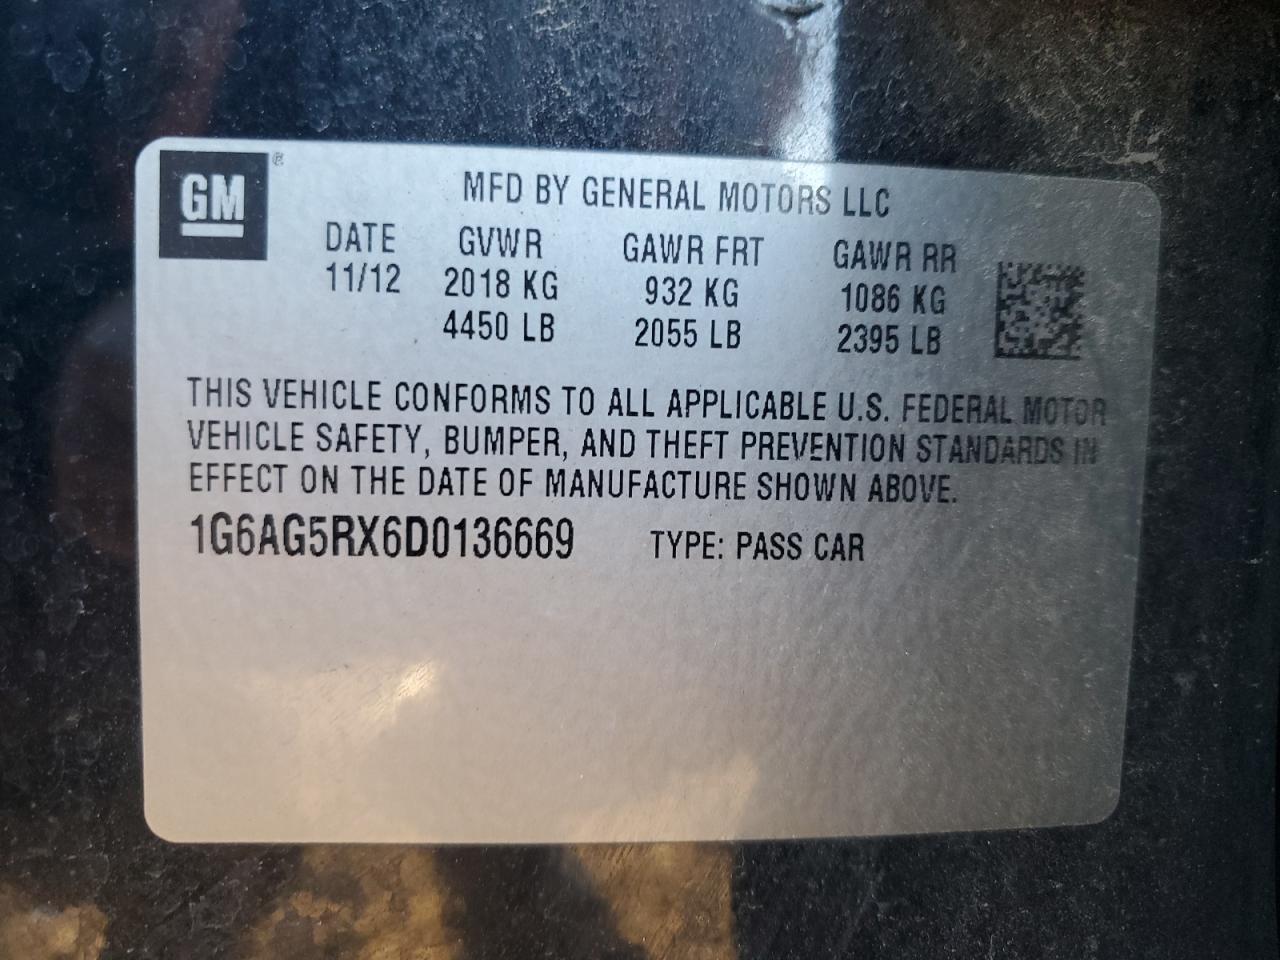 GM ®
MFD BY GENERAL MOTORS LLC
DATE GVWR GAWR FRT GAWR RR
11/12 2018 KG 932 KG 1086 KG
4450 LB 2055 LB 2395 LB
THIS VEHICLE CONFORMS TO ALL APPLICABLE U.S. FEDERAL MOTOR
VEHICLE SAFETY, BUMPER, AND THEFT PREVENTION STANDARDS IN
EFFECT ON THE DATE OF MANUFACTURE SHOWN ABOVE.
1G6AG5RX6D0136669 TYPE: PASS CAR